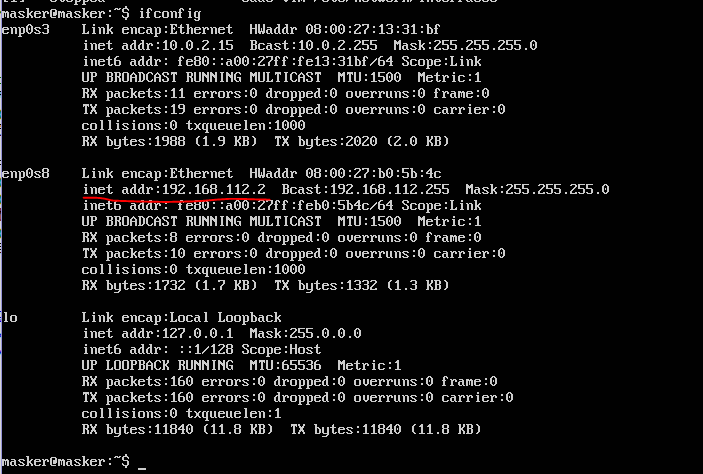 masker@masker:~$ ifconfig
enp0s3    Link encap:Ethernet  HWaddr 08:00:27:13:31:bf
          inet addr:10.0.2.15  Bcast:10.0.2.255  Mask:255.255.255.0
          inet6 addr: fe80::a00:27ff:fe13:31bf/64 Scope:Link
          UP BROADCAST RUNNING MULTICAST  MTU:1500  Metric:1
          RX packets:11 errors:0 dropped:0 overruns:0 frame:0
          TX packets:19 errors:0 dropped:0 overruns:0 carrier:0
          collisions:0 txqueuelen:1000
          RX bytes:1988 (1.9 KB)  TX bytes:2020 (2.0 KB)
enp0s8    Link encap:Ethernet  HWaddr 08:00:27:b0:5b:4c
          inet addr:192.168.112.2  Bcast:192.168.112.255  Mask:255.255.255.0
          inet6 addr: fe80::a00:27ff:feb0:5b4c/64 Scope:Link
          UP BROADCAST RUNNING MULTICAST  MTU:1500  Metric:1
          RX packets:8 errors:0 dropped:0 overruns:0 frame:0
          TX packets:10 errors:0 dropped:0 overruns:0 carrier:0
          collisions:0 txqueuelen:1000
          RX bytes:1732 (1.7 KB)  TX bytes:1332 (1.3 KB)
lo        Link encap:Local Loopback
          inet addr:127.0.0.1  Mask:255.0.0.0
          inet6 addr: ::1/128 Scope:Host
          UP LOOPBACK RUNNING  MTU:65536  Metric:1
          RX packets:160 errors:0 dropped:0 overruns:0 frame:0
          TX packets:160 errors:0 dropped:0 overruns:0 carrier:0
          collisions:0 txqueuelen:1
          RX bytes:11840 (11.8 KB)  TX bytes:11840 (11.8 KB)
masker@masker:~$ _